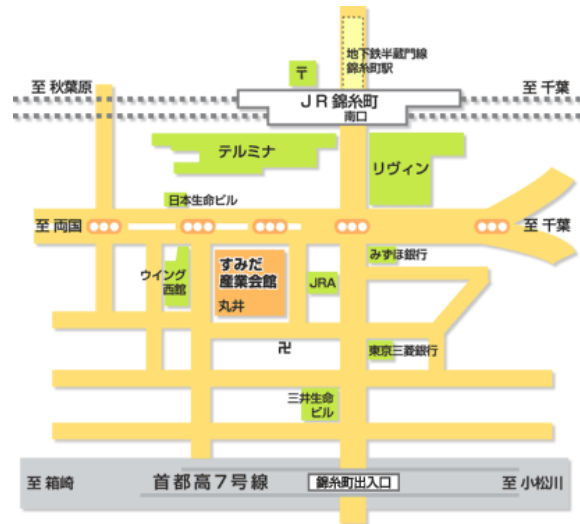 地下鉄半蔵門線
錦糸町駅
〒
至 秋葉原
ＪＲ錦糸町
南口
至 千葉
テルミナ
リヴィン
日本生命ビル
至 両国
至 千葉
みずほ銀行
ウイング
西館
すみだ
産業会館
丸井
JRA
卍
東京三菱銀行
三井生命
ビル
至 箱崎
首都高７号線
錦糸町出入口
至 小松川